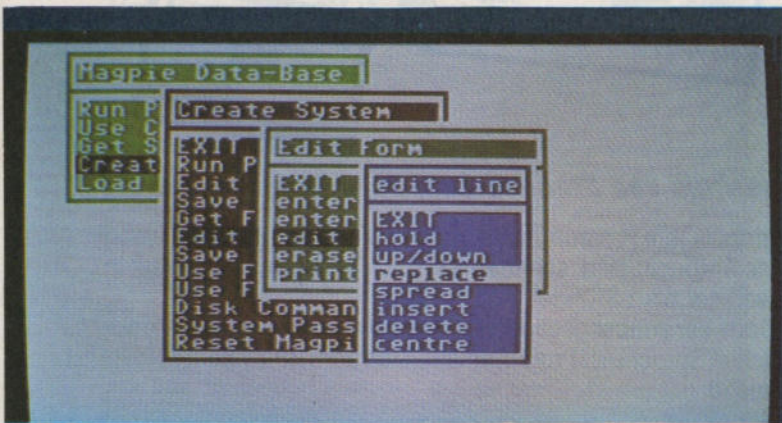 Magpie Data-Base
Run P
Use C
Get S
Creat
Load
Create System
EXIT
Run P
Edit
Save
Get F
Edit
Save
Use F
Use F
Disk Comman
System Pass
Reset Magpi
Edit Form
EXIT
enter
enter
edit
erase
print
edit line
EXIT
hold
up/down
replace
spread
insert
delete
centre